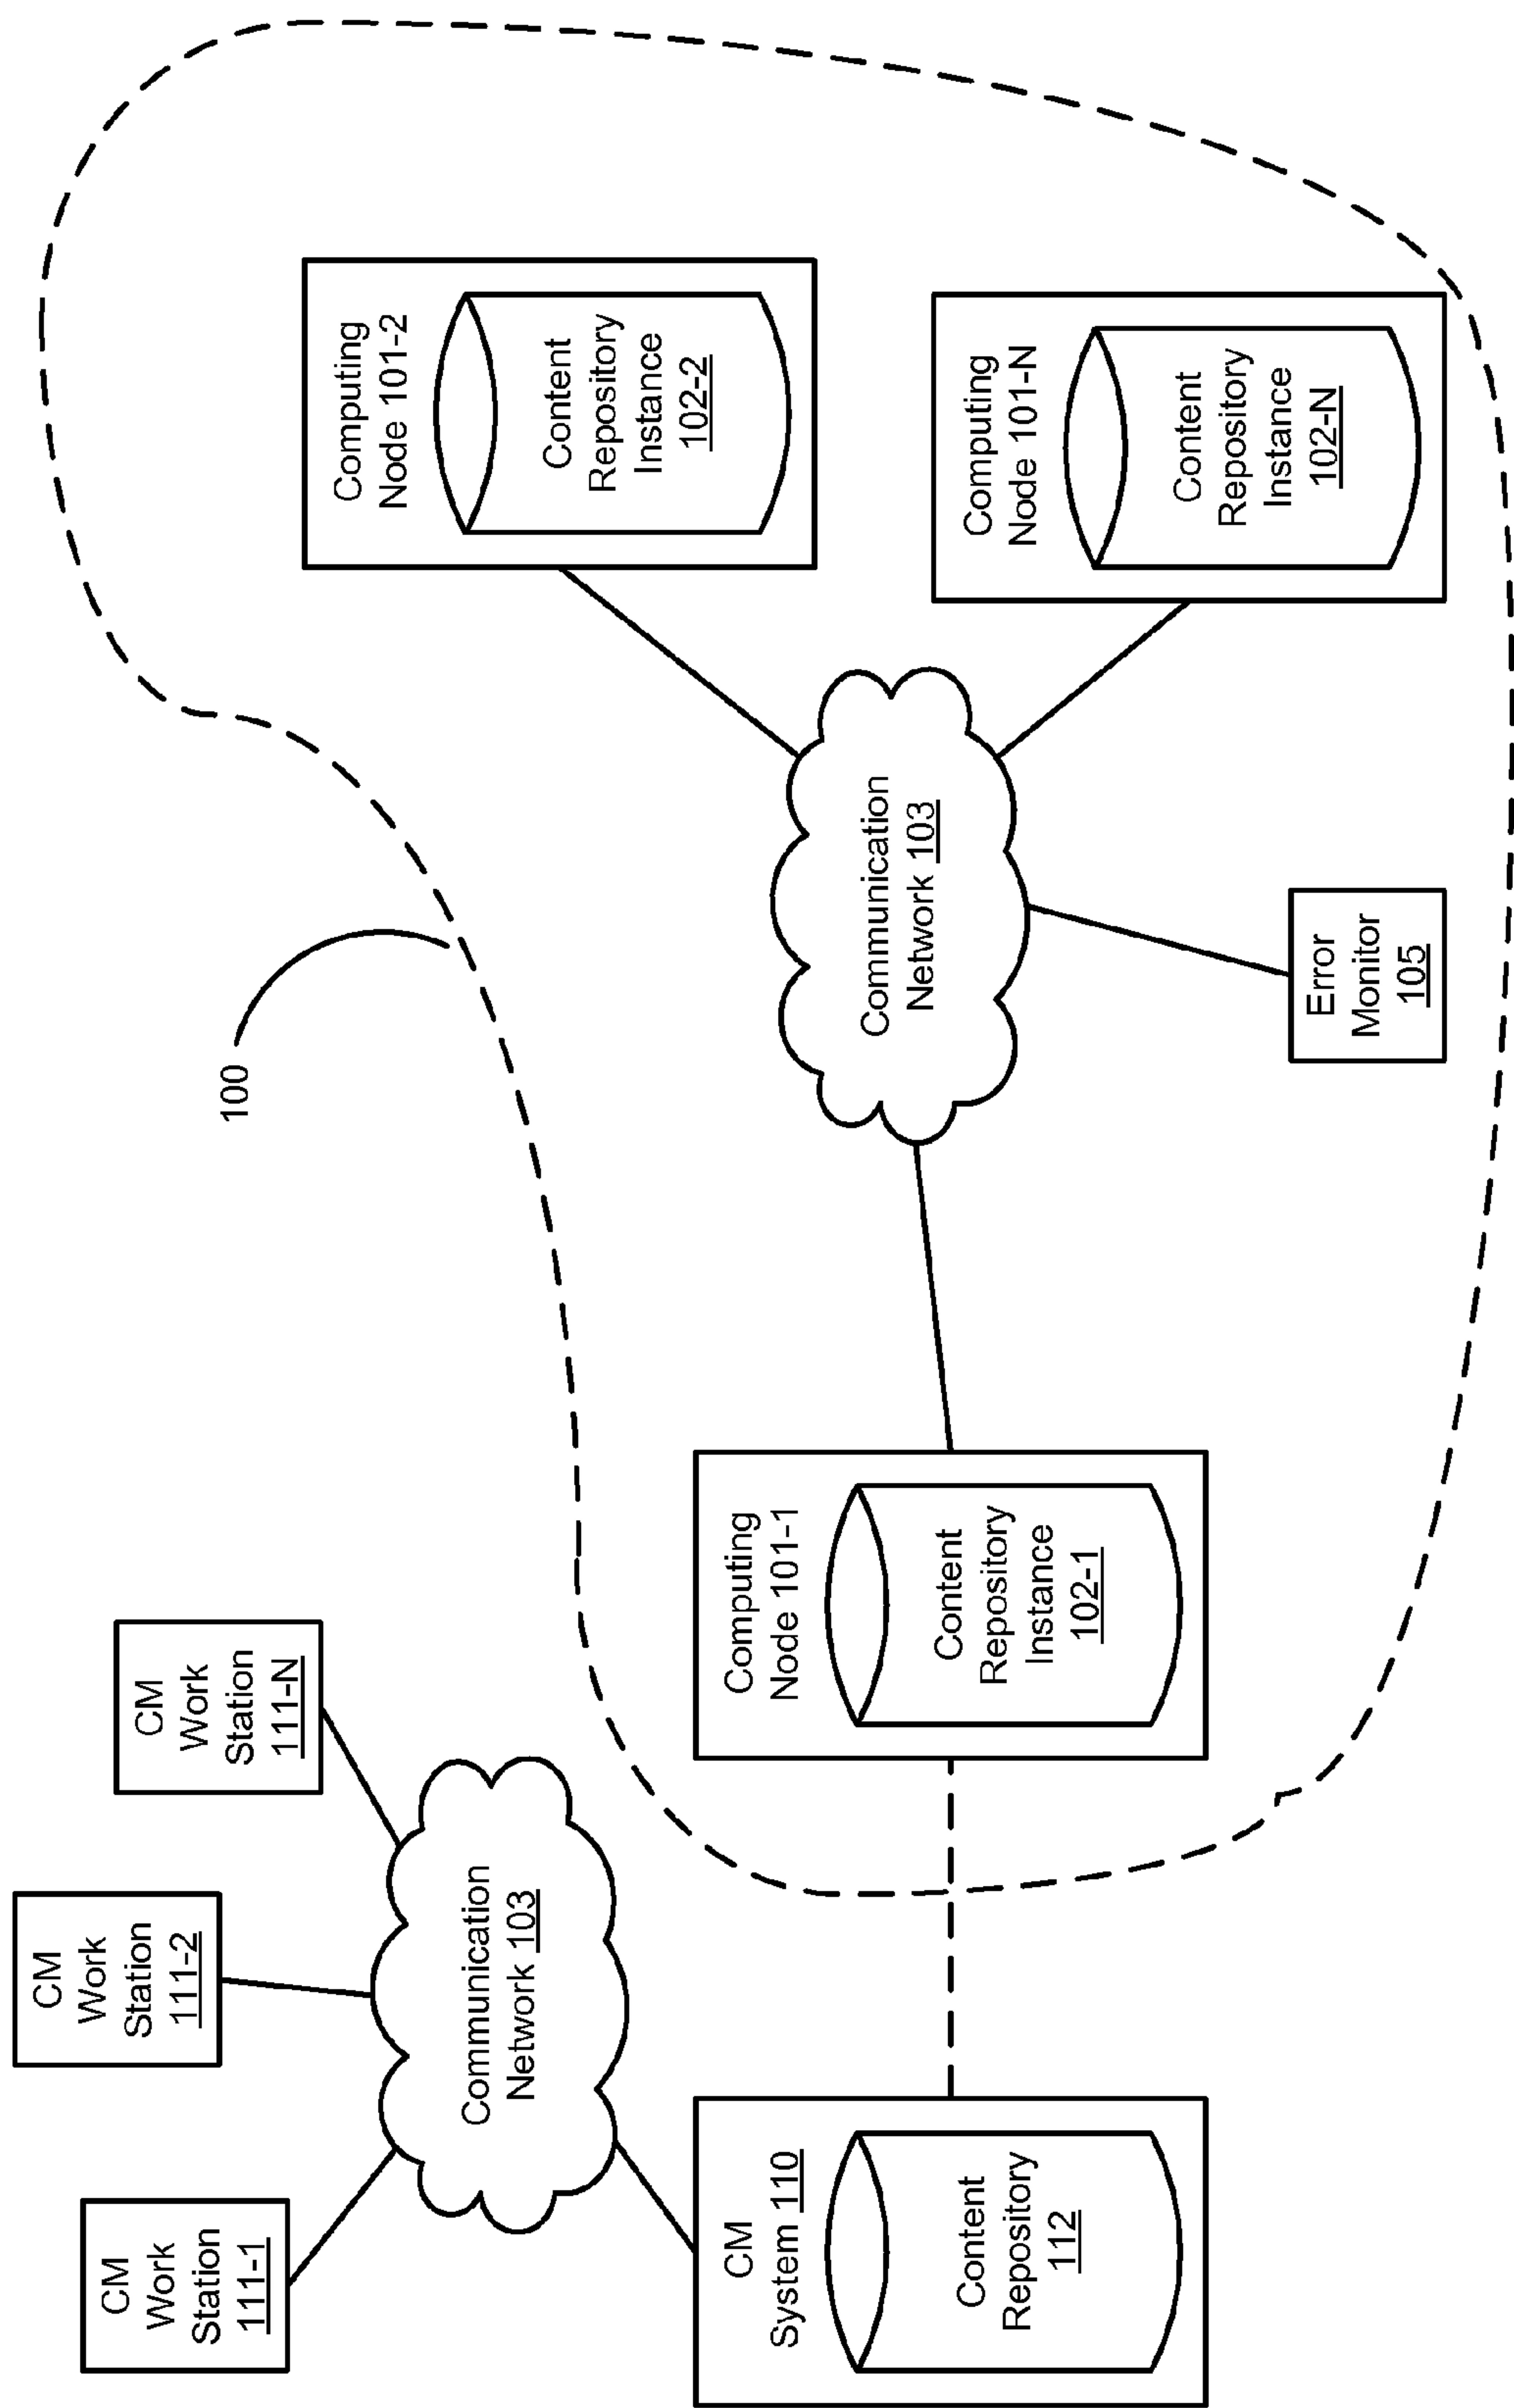 CM
Work
Station
111-1
CM
Work
Station
111-2
CM
Work
Station
111-N
Communication
Network 103
CM
System 110
Content
Repository
112
100
Computing
Node 101-1
Content
Repository
Instance
102-1
Communication
Network 103
Error
Monitor
105
Computing
Node 101-2
Content
Repository
Instance
102-2
Computing
Node 101-N
Content
Repository
Instance
102-N